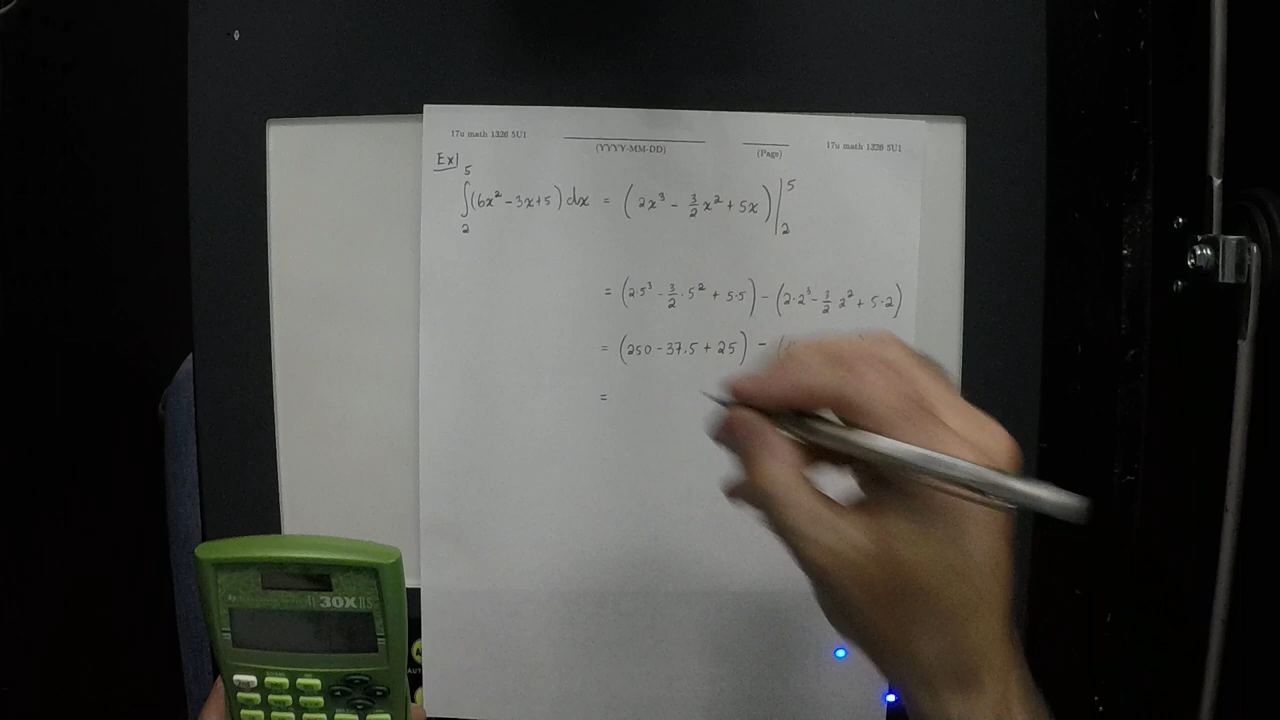 17u math 1326 5U1 (YYYY-MM-DD) (Page) 17u math 1326 5U1
Ex1
∫₂⁵ (6x² - 3x + 5) dx = (2x³ - 3/2 x² + 5x) |₂⁵
= (2·5³ - 3/2 · 5² + 5·5) - (2·2³ - 3/2 2² + 5·2)
= (250 - 37.5 + 25) - (
=
30X IIS
2nd